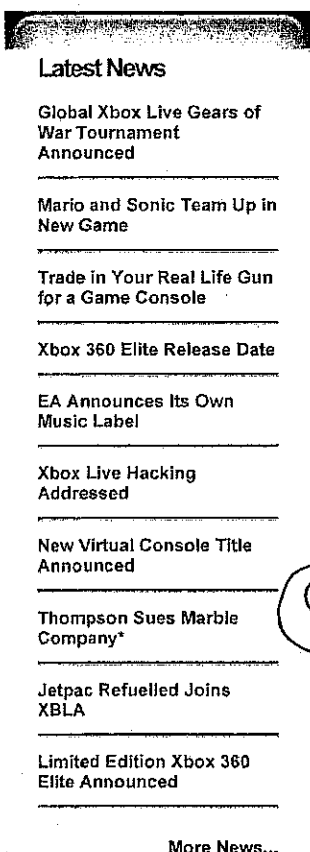 Latest News
Global Xbox Live Gears of
War Tournament
Announced
Mario and Sonic Team Up in
New Game
Trade in Your Real Life Gun
for a Game Console
Xbox 360 Elite Release Date
EA Announces Its Own
Music Label
Xbox Live Hacking
Addressed
New Virtual Console Title
Announced
Thompson Sues Marble
Company*
Jetpac Refuelled Joins
XBLA
Limited Edition Xbox 360
Elite Announced
More News...